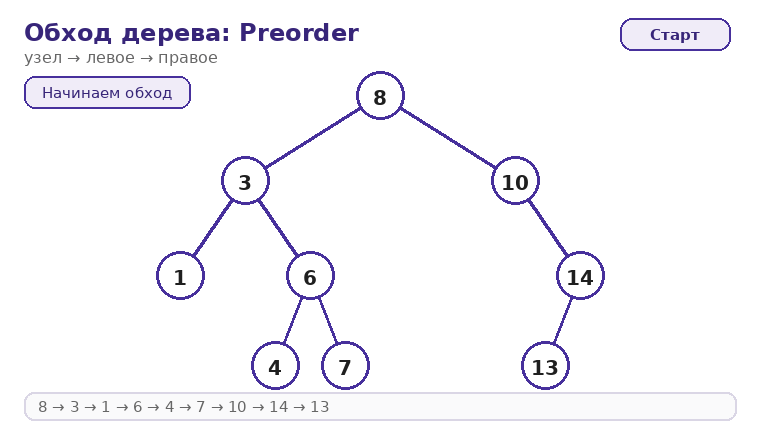 Обход дерева: Preorder
Старт
узел → левое → правое
Начинаем обход
8
3
10
1
6
14
4
7
13
8 → 3 → 1 → 6 → 4 → 7 → 10 → 14 → 13